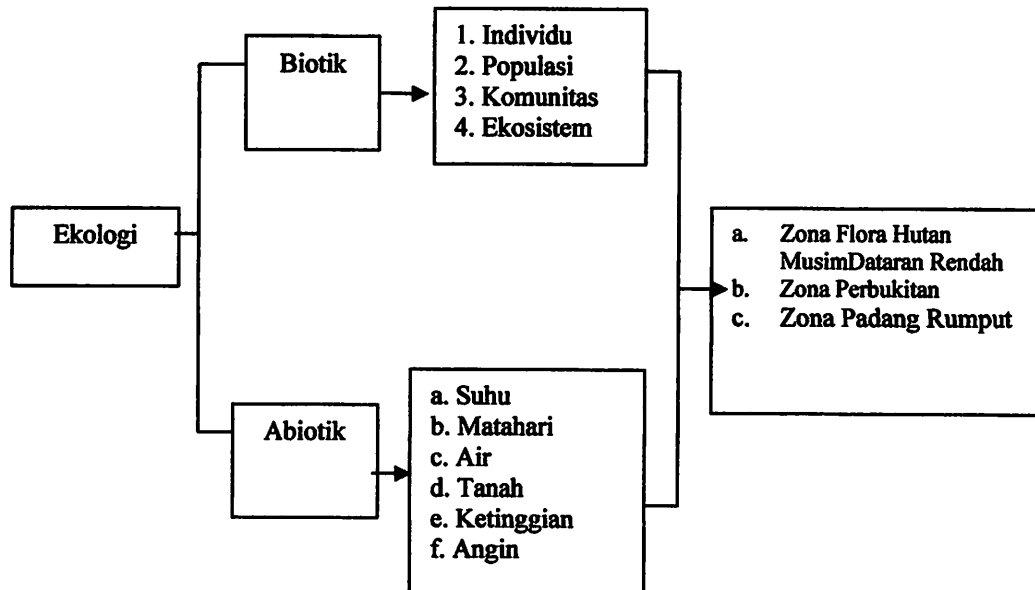 Ekologi
Biotik
1. Individu
2. Populasi
3. Komunitas
4. Ekosistem
Abiotik
a. Suhu
b. Matahari
c. Air
d. Tanah
e. Ketinggian
f. Angin
a. Zona Flora Hutan
MusimDataran Rendah
b. Zona Perbukitan
c. Zona Padang Rumput